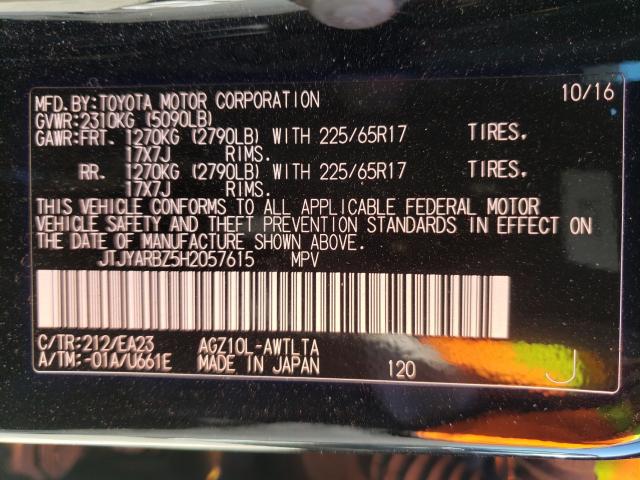 MFD.BY:TOYOTA MOTOR CORPORATION 10/16
GVWR:2310KG (5090LB)
GAWR:FRT. 1270KG (2790LB) WITH 225/65R17 TIRES.
17X7J RIMS.
RR. 1270KG (2790LB) WITH 225/65R17 TIRES.
17X7J RIMS.
THIS VEHICLE CONFORMS TO ALL APPLICABLE FEDERAL MOTOR
VEHICLE SAFETY AND THEFT PREVENTION STANDARDS IN EFFECT ON
THE DATE OF MANUFACTURE SHOWN ABOVE.
JTJYARBZ5H2057615 MPV
C/TR:212/EA23 AGZ10L-AWTLTA
A/TM:-01A/U661E MADE IN JAPAN 120 J